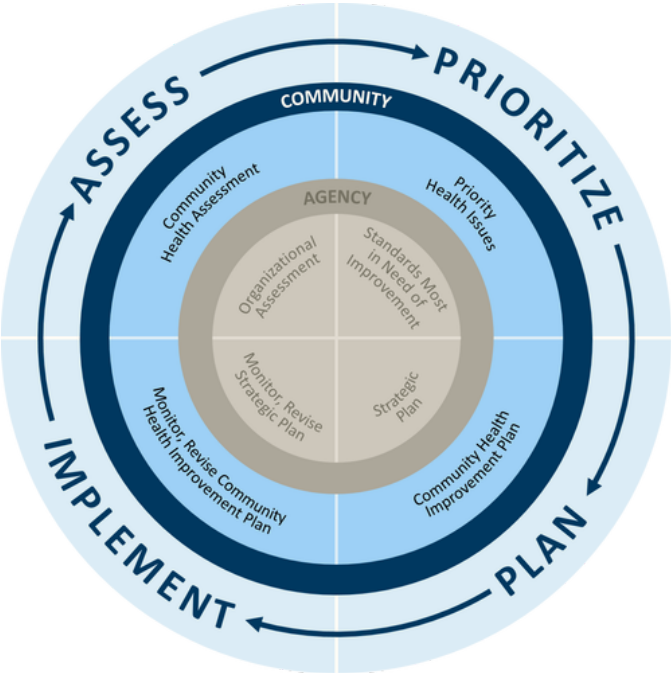 ASSESS
PRIORITIZE
COMMUNITY
Community
Health Assessment
Priority
Health Issues
AGENCY
Organizational
Assessment
Standards Most
in Need of
Improvement
Monitor, Revise
Strategic Plan
Strategic
Plan
Monitor, Revise Community
Health Improvement Plan
Community Health
Improvement Plan
IMPLEMENT
PLAN